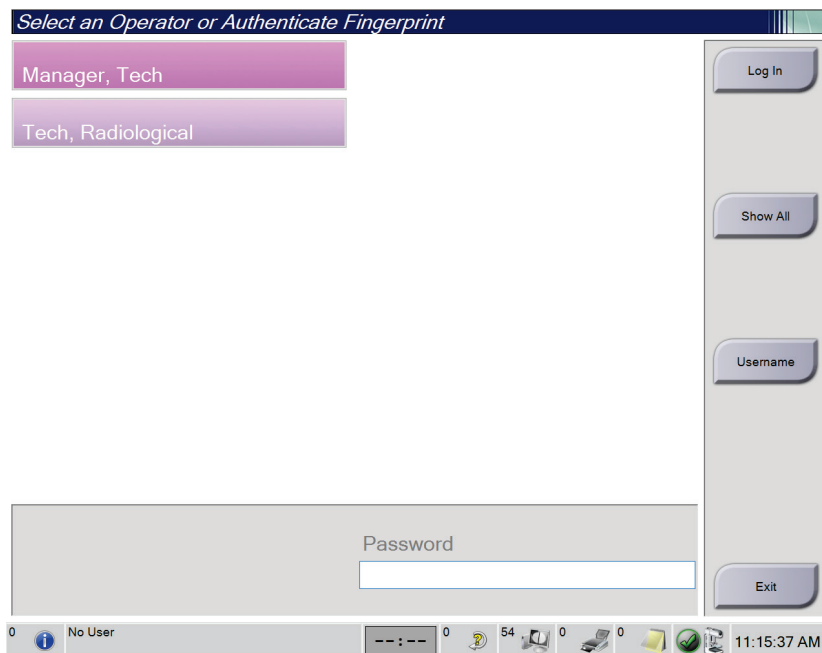 Select an Operator or Authenticate Fingerprint
Manager, Tech
Log In
Tech, Radiological
Show All
Username
Password
Exit
0 No User --:-- 0 54 0 0 11:15:37 AM